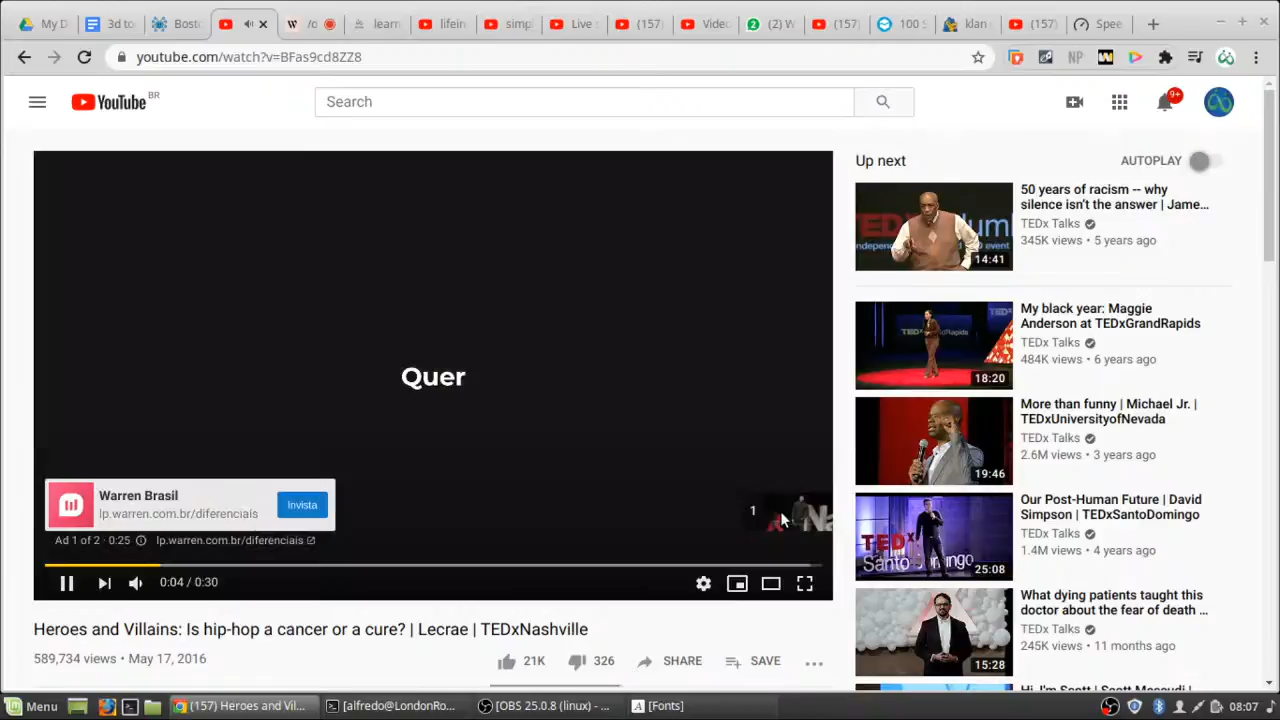 My D
3d to
Bosto
/c
learn
lifein
simp
Live s
(157)
Videc
(2) (
(157)
100 S
klan
(157)
Spee
youtube.com/watch?v=BFas9cd8ZZ8
NP
YouTube BR
Search
9+
Up next
AUTOPLAY
50 years of racism -- why
silence isn't the answer | Jame...
TEDx Talks
345K views • 5 years ago
14:41
My black year: Maggie
Anderson at TEDxGrandRapids
TEDx Talks
484K views • 6 years ago
18:20
More than funny | Michael Jr. |
TEDxUniversityofNevada
TEDx Talks
2.6M views • 3 years ago
19:46
Our Post-Human Future | David
Simpson | TEDxSantoDomingo
TEDx Talks
1.4M views • 4 years ago
25:08
What dying patients taught this
doctor about the fear of death ...
TEDx Talks
245K views • 11 months ago
15:28
Quer
Warren Brasil
lp.warren.com.br/diferenciais
Invista
1
Ad 1 of 2 · 0:25
lp.warren.com.br/diferenciais
0:04 / 0:30
Heroes and Villains: Is hip-hop a cancer or a cure? | Lecrae | TEDxNashville
589,734 views • May 17, 2016
21K
326
SHARE
SAVE
Menu
(157) Heroes and Vil...
[alfredo@LondonRo...
[OBS 25.0.8 (linux) - ...
[Fonts]
08:07